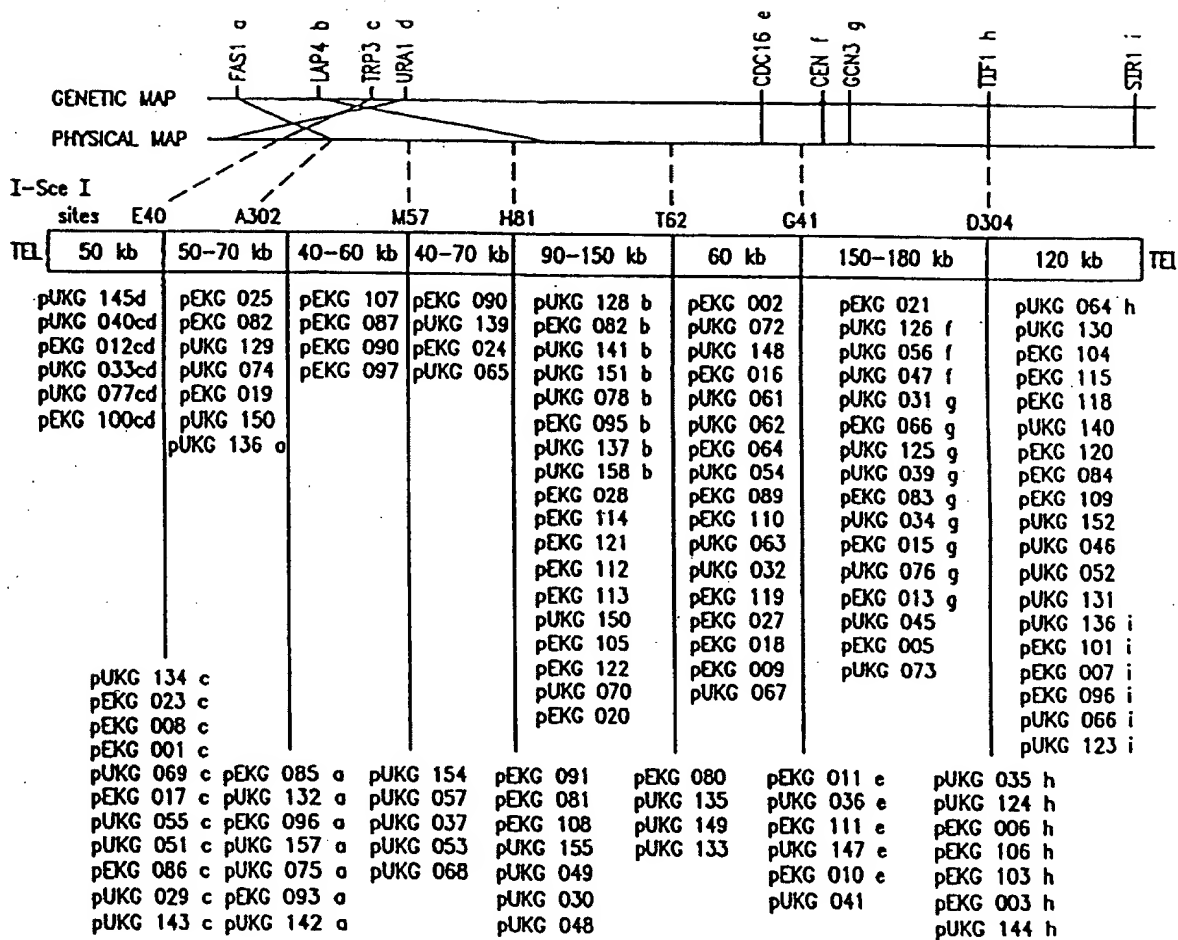 FAS1 a LAP4 b TRP3 c URA1 d CDC16 e CEN f GCN3 g TIF1 h SIR1 i
GENETIC MAP
PHYSICAL MAP
I-Sce I
sites E40 A302 M57 H81 T62 G41 D304
TEL 50 kb 50-70 kb 40-60 kb 40-70 kb 90-150 kb 60 kb 150-180 kb 120 kb TEL
pUKG 145d pEKG 025 pEKG 107 pEKG 090 pUKG 128 b pEKG 002 pEKG 021 pUKG 064 h
pUKG 040cd pEKG 082 pEKG 087 pUKG 139 pEKG 082 b pUKG 072 pUKG 126 f pUKG 130
pEKG 012cd pUKG 129 pEKG 090 pEKG 024 pUKG 141 b pUKG 148 pUKG 056 f pEKG 104
pUKG 033cd pUKG 074 pEKG 097 pUKG 065 pUKG 151 b pEKG 016 pUKG 047 f pEKG 115
pUKG 077cd pEKG 019 pUKG 078 b pUKG 061 pUKG 031 g pEKG 118
pEKG 100cd pUKG 150 pEKG 095 b pUKG 062 pEKG 066 g pUKG 140
pUKG 136 a pUKG 137 b pEKG 064 pUKG 125 g pEKG 120
pUKG 158 b pUKG 054 pUKG 039 g pEKG 084
pEKG 028 pEKG 089 pEKG 083 g pEKG 109
pEKG 114 pEKG 110 pUKG 034 g pUKG 152
pEKG 121 pUKG 063 pEKG 015 g pUKG 046
pEKG 112 pUKG 032 pUKG 076 g pUKG 052
pEKG 113 pEKG 119 pEKG 013 g pUKG 131
pUKG 150 pEKG 027 pUKG 045 pUKG 136 i
pEKG 105 pEKG 018 pEKG 005 pEKG 101 i
pEKG 122 pEKG 009 pUKG 073 pEKG 007 i
pUKG 070 pUKG 067 pEKG 096 i
pEKG 020 pUKG 066 i
pUKG 123 i
pUKG 134 c
pEKG 023 c
pEKG 008 c
pEKG 001 c
pUKG 069 c pEKG 085 a pUKG 154 pEKG 091 pEKG 080 pEKG 011 e pUKG 035 h
pEKG 017 c pUKG 132 a pUKG 057 pEKG 081 pUKG 135 pUKG 036 e pUKG 124 h
pUKG 055 c pEKG 096 a pUKG 037 pEKG 108 pUKG 149 pEKG 111 e pEKG 006 h
pUKG 051 c pUKG 157 a pUKG 053 pUKG 155 pUKG 133 pUKG 147 e pEKG 106 h
pEKG 086 c pUKG 075 a pUKG 068 pUKG 049 pEKG 010 e pEKG 103 h
pUKG 029 c pEKG 093 a pUKG 030 pUKG 041 pEKG 003 h
pUKG 143 c pUKG 142 a pUKG 048 pUKG 144 h